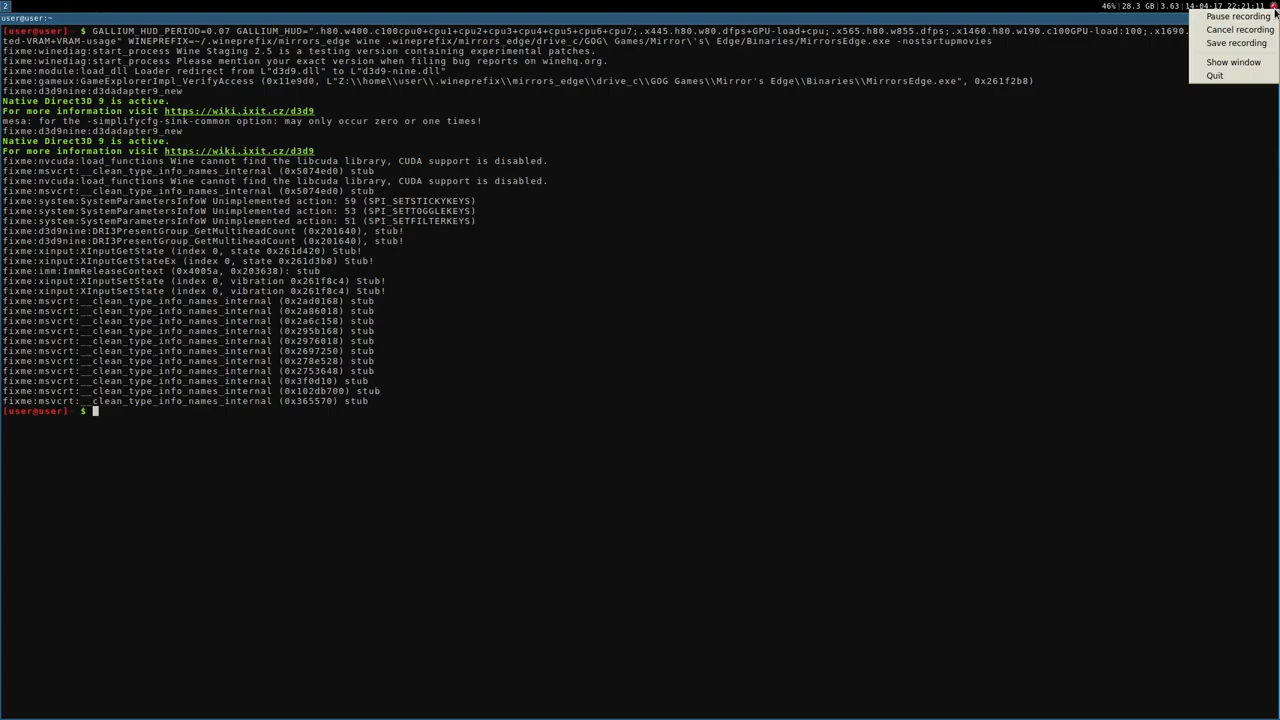 2
46% 28.3 GB 3.63 14-04-17 22:21:11
user@user:~
[user@user] $ GALLIUM_HUD_PERIOD=0.07 GALLIUM_HUD=".h80.w400.c100cpu0+cpu1+cpu2+cpu3+cpu4+cpu5+cpu6+cpu7;.x445.h80.w80.dfps+GPU-load+cpu;.x565.h80.w855.dfps;.x1460.h80.w190.c100GPU-load:100;.x1690.
ted-VRAM+VRAM-usage" WINEPREFIX=~/.wineprefix/mirrors_edge wine .wineprefix/mirrors_edge/drive_c/GOG\ Games/Mirror\'s\ Edge/Binaries/MirrorsEdge.exe -nostartupmovies
fixme:winediag:start_process Wine Staging 2.5 is a testing version containing experimental patches.
fixme:winediag:start_process Please mention your exact version when filing bug reports on winehq.org.
fixme:module:load_dll Loader redirect from L"d3d9.dll" to L"d3d9-nine.dll"
fixme:gameux:GameExplorerImpl_VerifyAccess (0x11e9d0, L"Z:\\home\\user\\.wineprefix\\mirrors_edge\\drive_c\\GOG Games\\Mirror's Edge\\Binaries\\MirrorsEdge.exe", 0x261f2b8)
fixme:d3d9nine:d3dadapter9_new
Native Direct3D 9 is active.
For more information visit https://wiki.ixit.cz/d3d9
mesa: for the -simplifycfg-sink-common option: may only occur zero or one times!
fixme:d3d9nine:d3dadapter9_new
Native Direct3D 9 is active.
For more information visit https://wiki.ixit.cz/d3d9
fixme:nvcuda:load_functions Wine cannot find the libcuda library, CUDA support is disabled.
fixme:msvcrt:__clean_type_info_names_internal (0x5074ed0) stub
fixme:nvcuda:load_functions Wine cannot find the libcuda library, CUDA support is disabled.
fixme:msvcrt:__clean_type_info_names_internal (0x5074ed0) stub
fixme:system:SystemParametersInfoW Unimplemented action: 59 (SPI_SETSTICKYKEYS)
fixme:system:SystemParametersInfoW Unimplemented action: 53 (SPI_SETTOGGLEKEYS)
fixme:system:SystemParametersInfoW Unimplemented action: 51 (SPI_SETFILTERKEYS)
fixme:d3d9nine:DRI3PresentGroup_GetMultiheadCount (0x201640), stub!
fixme:d3d9nine:DRI3PresentGroup_GetMultiheadCount (0x201640), stub!
fixme:xinput:XInputGetState (index 0, state 0x261d420) Stub!
fixme:xinput:XInputGetStateEx (index 0, state 0x261d3b8) Stub!
fixme:imm:ImmReleaseContext (0x4005a, 0x203638): stub
fixme:xinput:XInputSetState (index 0, vibration 0x261f8c4) Stub!
fixme:xinput:XInputSetState (index 0, vibration 0x261f8c4) Stub!
fixme:msvcrt:__clean_type_info_names_internal (0x2ad0168) stub
fixme:msvcrt:__clean_type_info_names_internal (0x2a86018) stub
fixme:msvcrt:__clean_type_info_names_internal (0x2a6c158) stub
fixme:msvcrt:__clean_type_info_names_internal (0x295b168) stub
fixme:msvcrt:__clean_type_info_names_internal (0x2976018) stub
fixme:msvcrt:__clean_type_info_names_internal (0x2697250) stub
fixme:msvcrt:__clean_type_info_names_internal (0x278e528) stub
fixme:msvcrt:__clean_type_info_names_internal (0x2753648) stub
fixme:msvcrt:__clean_type_info_names_internal (0x3f0d10) stub
fixme:msvcrt:__clean_type_info_names_internal (0x102db700) stub
fixme:msvcrt:__clean_type_info_names_internal (0x365570) stub
[user@user] $
Pause recording
Cancel recording
Save recording
Show window
Quit